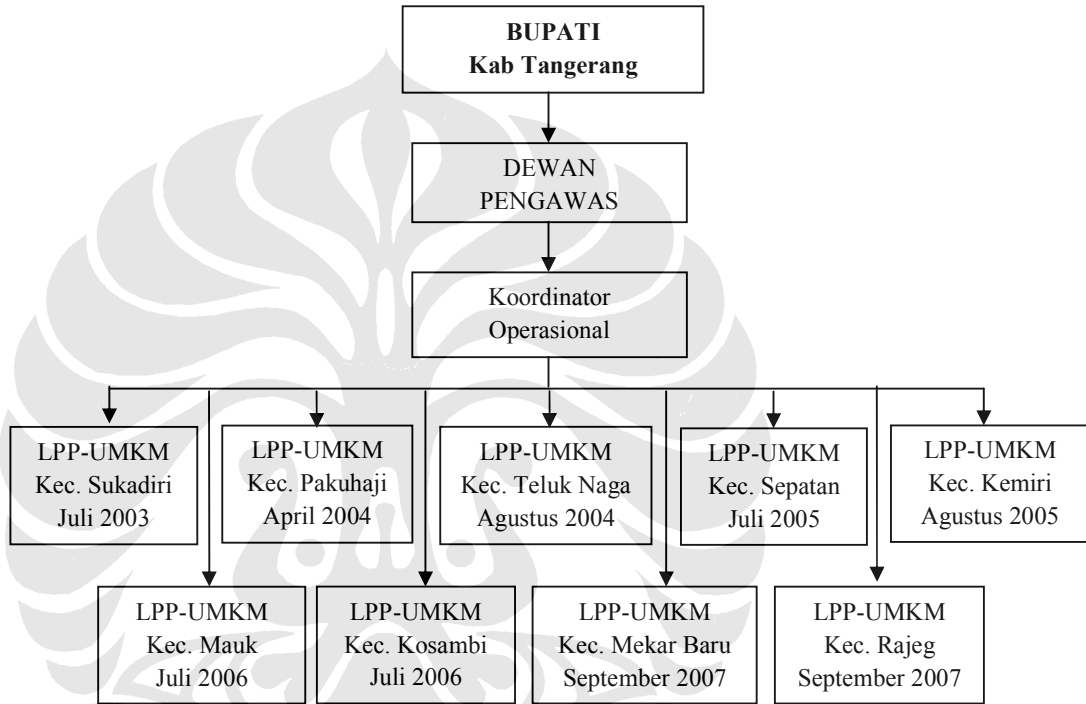 BUPATI
Kab Tangerang
DEWAN
PENGAWAS
Koordinator
Operasional
LPP-UMKM
Kec. Sukadiri
Juli 2003
LPP-UMKM
Kec. Pakuhaji
April 2004
LPP-UMKM
Kec. Teluk Naga
Agustus 2004
LPP-UMKM
Kec. Sepatan
Juli 2005
LPP-UMKM
Kec. Kemiri
Agustus 2005
LPP-UMKM
Kec. Mauk
Juli 2006
LPP-UMKM
Kec. Kosambi
Juli 2006
LPP-UMKM
Kec. Mekar Baru
September 2007
LPP-UMKM
Kec. Rajeg
September 2007